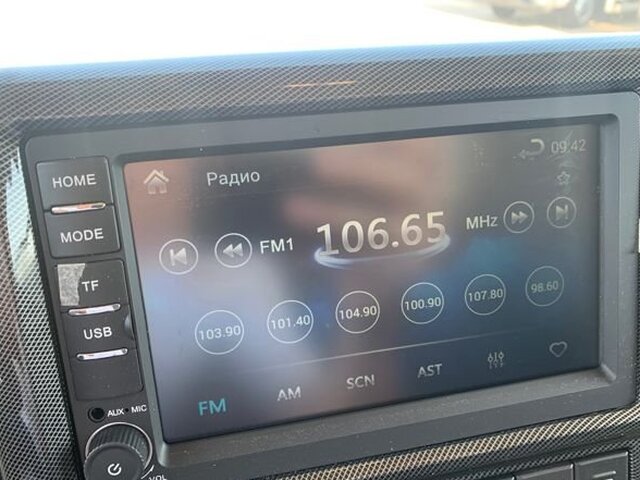 HOME
MODE
TF
USB
AUX MIC
VOL
Радио
09:42
FM1 106.65 MHz
103.90 101.40 104.90 100.90 107.80 98.60
FM AM SCN AST